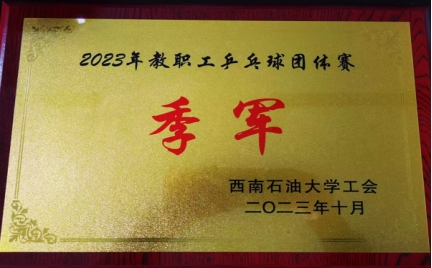 2023年教职工乒乓球团体赛
季军
西南石油大学工会
二〇二三年十月